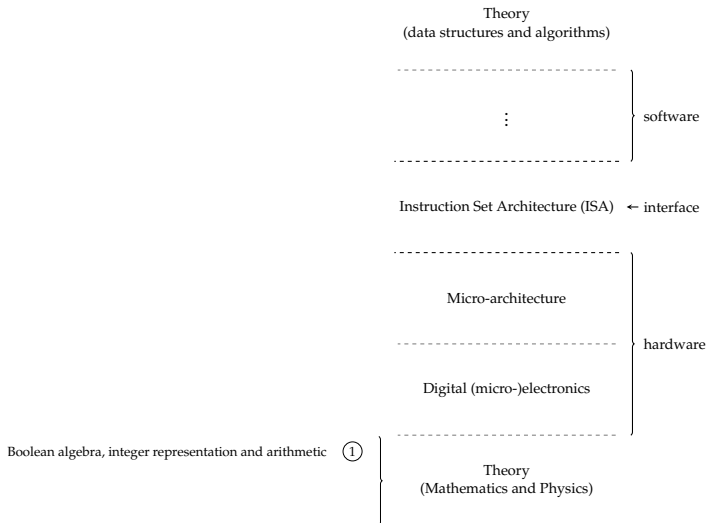 Theory
(data structures and algorithms)
⋮
software
Instruction Set Architecture (ISA) ← interface
Micro-architecture
hardware
Digital (micro-)electronics
Boolean algebra, integer representation and arithmetic ①
Theory
(Mathematics and Physics)